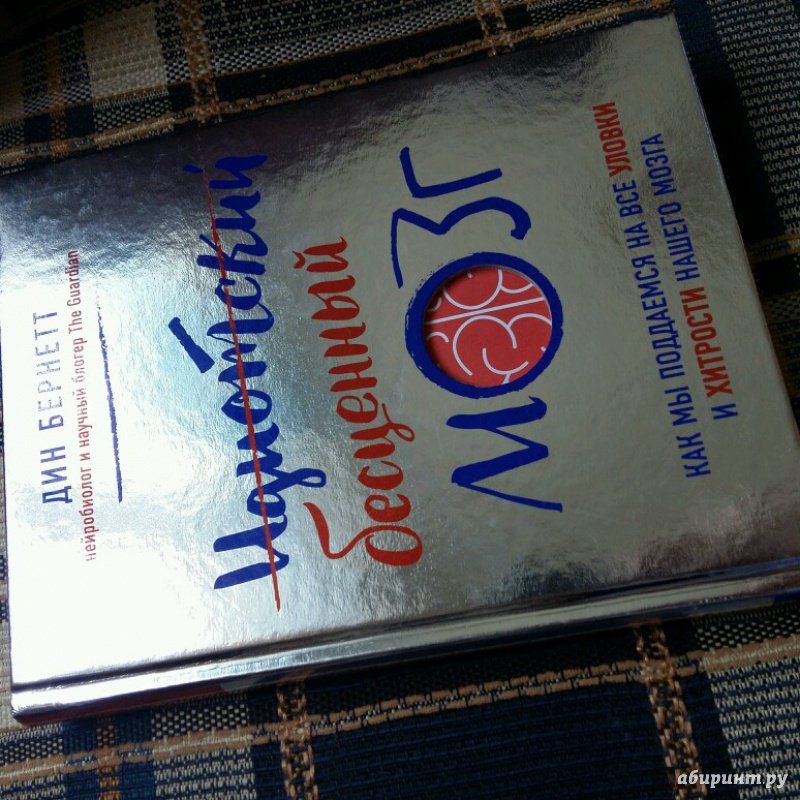 ДИН БЕРНЕТТ
нейробиолог и научный блогер The Guardian
Идиотский
бесценный
МОЗГ
КАК МЫ ПОДДАЕМСЯ НА ВСЕ УЛОВКИ
И ХИТРОСТИ НАШЕГО МОЗГА
абиринт.ру